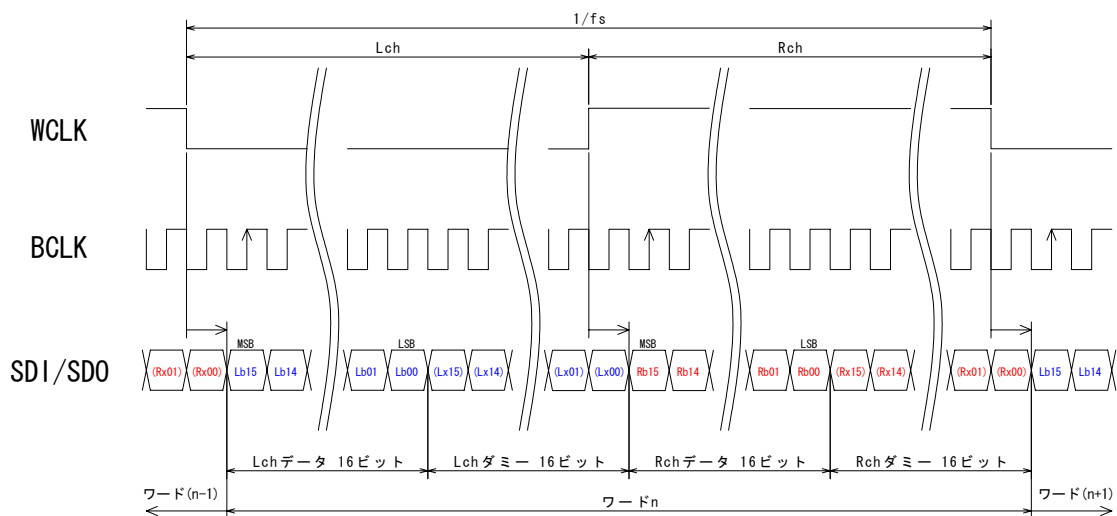 1/fs
Lch Rch
WCLK
BCLK
MSB LSB MSB LSB
SDI/SDO (Rx01) (Rx00) Lb15 Lb14 Lb01 Lb00 (Lx15) (Lx14) (Lx01) (Lx00) Rb15 Rb14 Rb01 Rb00 (Rx15) (Rx14) (Rx01) (Rx00) Lb15 Lb14
Lchデータ 16ビット Lchダミー 16ビット Rchデータ 16ビット Rchダミー 16ビット
ワード(n-1) ワードn ワード(n+1)